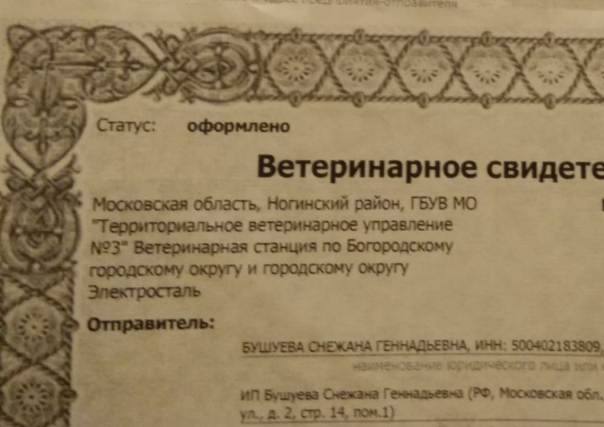 предприятия-отправителя
Статус: оформлено
Ветеринарное свидете
Московская область, Ногинский район, ГБУВ МО
"Территориальное ветеринарное управление
№3" Ветеринарная станция по Богородскому
городскому округу и городскому округу
Электросталь
Отправитель:
БУШУЕВА СНЕЖАНА ГЕННАДЬЕВНА, ИНН: 500402183809,
наименование юридического лица или
ИП Бушуева Снежана Геннадьевна (РФ, Московская обл.
ул., д. 2, стр. 14, пом.1)